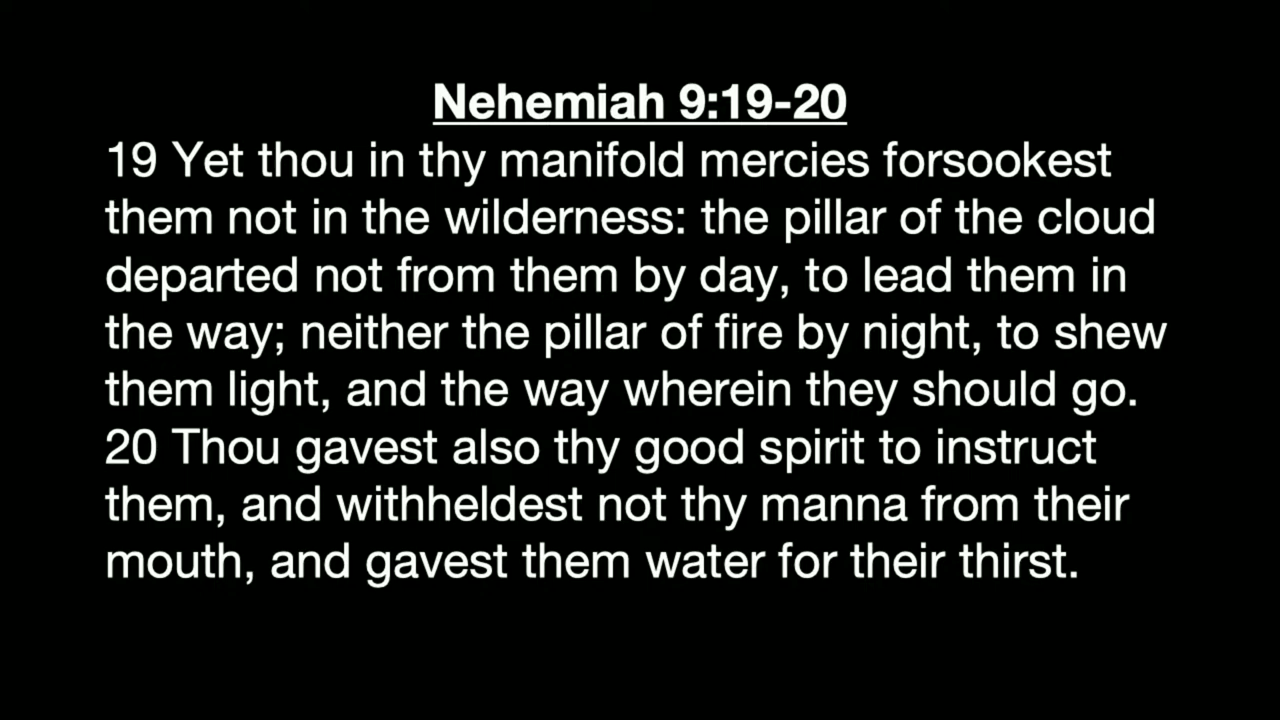 Nehemiah 9:19-20
19 Yet thou in thy manifold mercies forsookest
them not in the wilderness: the pillar of the cloud
departed not from them by day, to lead them in
the way; neither the pillar of fire by night, to shew
them light, and the way wherein they should go.
20 Thou gavest also thy good spirit to instruct
them, and withheldest not thy manna from their
mouth, and gavest them water for their thirst.